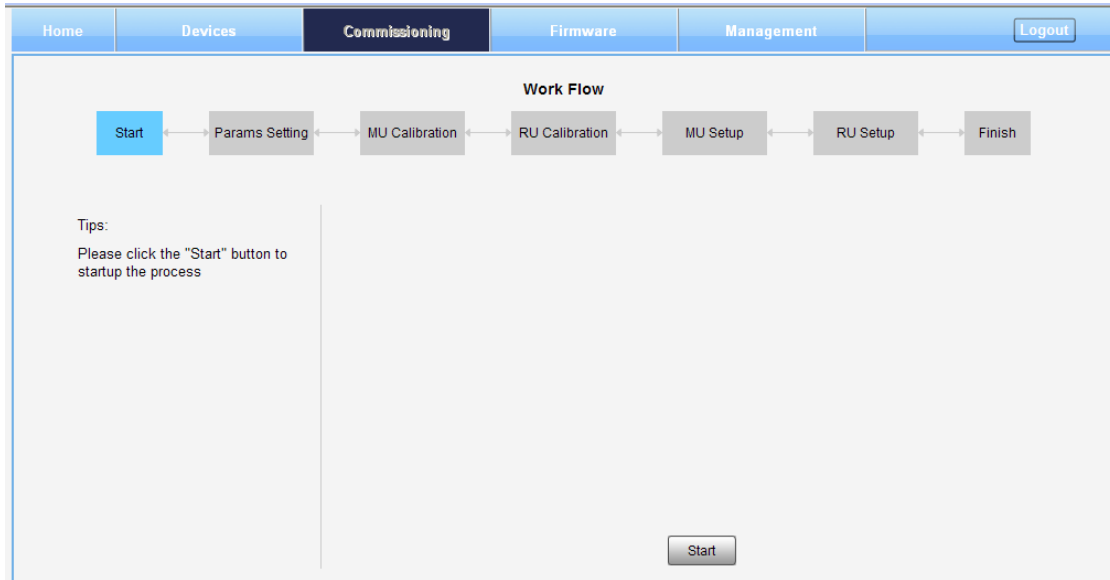 Home Devices Commissioning Firmware Management Logout
Work Flow
Start Params Setting MU Calibration RU Calibration MU Setup RU Setup Finish
Tips:
Please click the "Start" button to
startup the process
Start